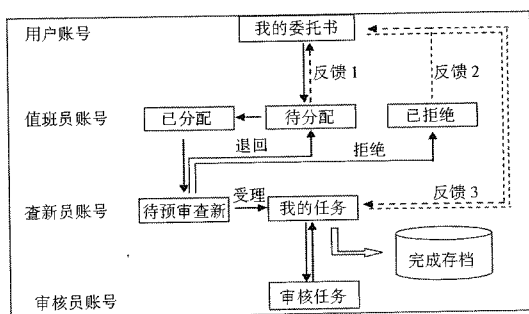 用户账号
我的委托书
反馈 1
反馈 2
值班员账号
已分配
待分配
已拒绝
退回
拒绝
查新员账号
待预审查新
受理
我的任务
反馈 3
完成存档
审核员账号
审核任务